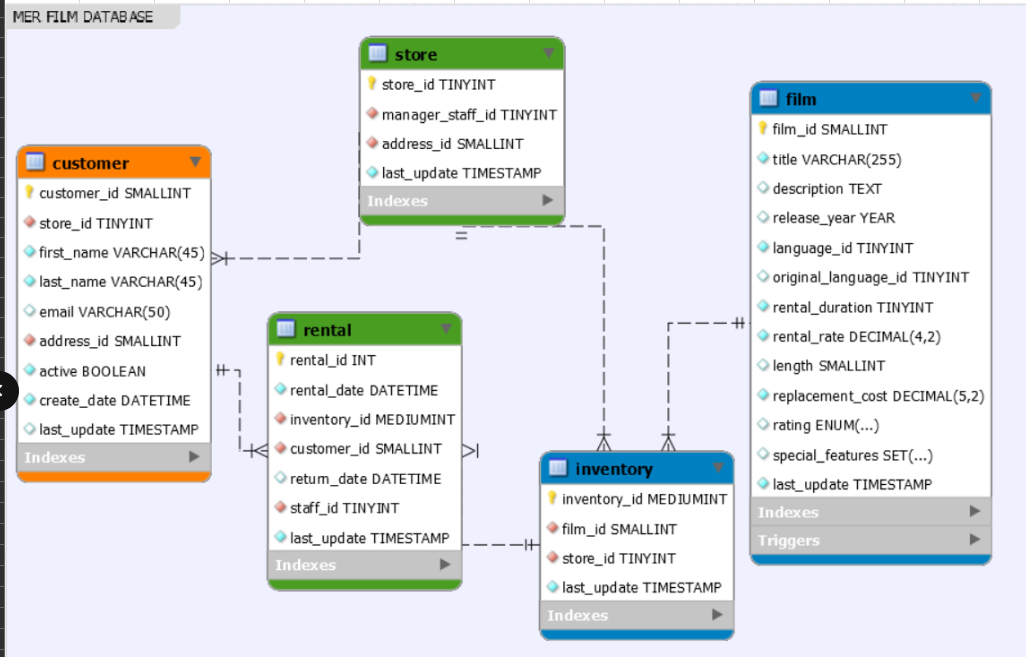 MER FILM DATABASE
store
store_id TINYINT
manager_staff_id TINYINT
address_id SMALLINT
last_update TIMESTAMP
Indexes
film
film_id SMALLINT
title VARCHAR(255)
description TEXT
release_year YEAR
language_id TINYINT
original_language_id TINYINT
rental_duration TINYINT
rental_rate DECIMAL(4,2)
length SMALLINT
replacement_cost DECIMAL(5,2)
rating ENUM(...)
special_features SET(...)
last_update TIMESTAMP
Indexes
Triggers
customer
customer_id SMALLINT
store_id TINYINT
first_name VARCHAR(45)
last_name VARCHAR(45)
email VARCHAR(50)
address_id SMALLINT
active BOOLEAN
create_date DATETIME
last_update TIMESTAMP
Indexes
rental
rental_id INT
rental_date DATETIME
inventory_id MEDIUMINT
customer_id SMALLINT
return_date DATETIME
staff_id TINYINT
last_update TIMESTAMP
Indexes
inventory
inventory_id MEDIUMINT
film_id SMALLINT
store_id TINYINT
last_update TIMESTAMP
Indexes